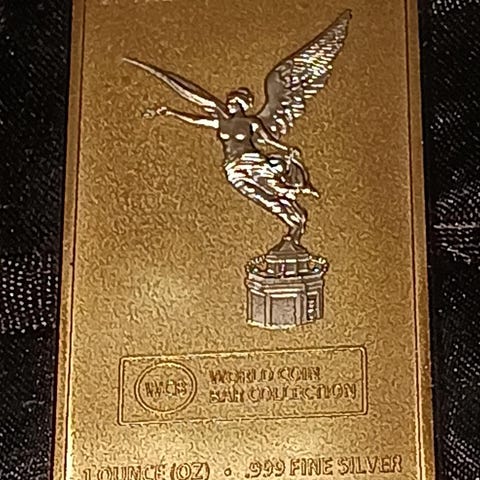 WCB
WORLD COIN
BAR COLLECTION
1 OUNCE (OZ) • .999 FINE SILVER